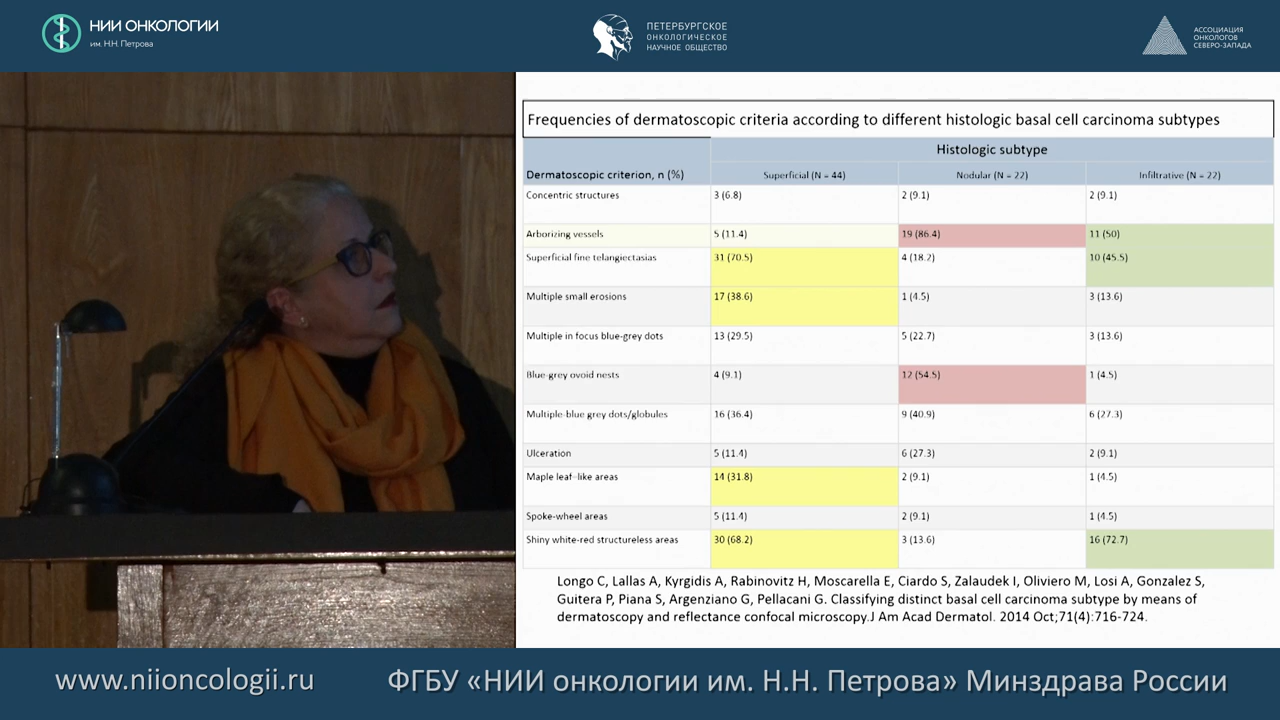 НИИ ОНКОЛОГИИ
им. Н.Н. Петрова
ПЕТЕРБУРГСКОЕ
ОНКОЛОГИЧЕСКОЕ
НАУЧНОЕ ОБЩЕСТВО
АССОЦИАЦИЯ
ОНКОЛОГОВ
СЕВЕРО-ЗАПАДА
Frequencies of dermatoscopic criteria according to different histologic basal cell carcinoma subtypes
Histologic subtype
Dermatoscopic criterion, n (%) Superficial (N = 44) Nodular (N = 22) Infiltrative (N = 22)
Concentric structures 3 (6.8) 2 (9.1) 2 (9.1)
Arborizing vessels 5 (11.4) 19 (86.4) 11 (50)
Superficial fine telangiectasias 31 (70.5) 4 (18.2) 10 (45.5)
Multiple small erosions 17 (38.6) 1 (4.5) 3 (13.6)
Multiple in focus blue-grey dots 13 (29.5) 5 (22.7) 3 (13.6)
Blue-grey ovoid nests 4 (9.1) 12 (54.5) 1 (4.5)
Multiple-blue grey dots/globules 16 (36.4) 9 (40.9) 6 (27.3)
Ulceration 5 (11.4) 6 (27.3) 2 (9.1)
Maple leaf-like areas 14 (31.8) 2 (9.1) 1 (4.5)
Spoke-wheel areas 5 (11.4) 2 (9.1) 1 (4.5)
Shiny white-red structureless areas 30 (68.2) 3 (13.6) 16 (72.7)
Longo C, Lallas A, Kyrgidis A, Rabinovitz H, Moscarella E, Ciardo S, Zalaudek I, Oliviero M, Losi A, Gonzalez S,
Guitera P, Piana S, Argenziano G, Pellacani G. Classifying distinct basal cell carcinoma subtype by means of
dermatoscopy and reflectance confocal microscopy.J Am Acad Dermatol. 2014 Oct;71(4):716-724.
www.niioncologii.ru
ФГБУ «НИИ онкологии им. Н.Н. Петрова» Минздрава России